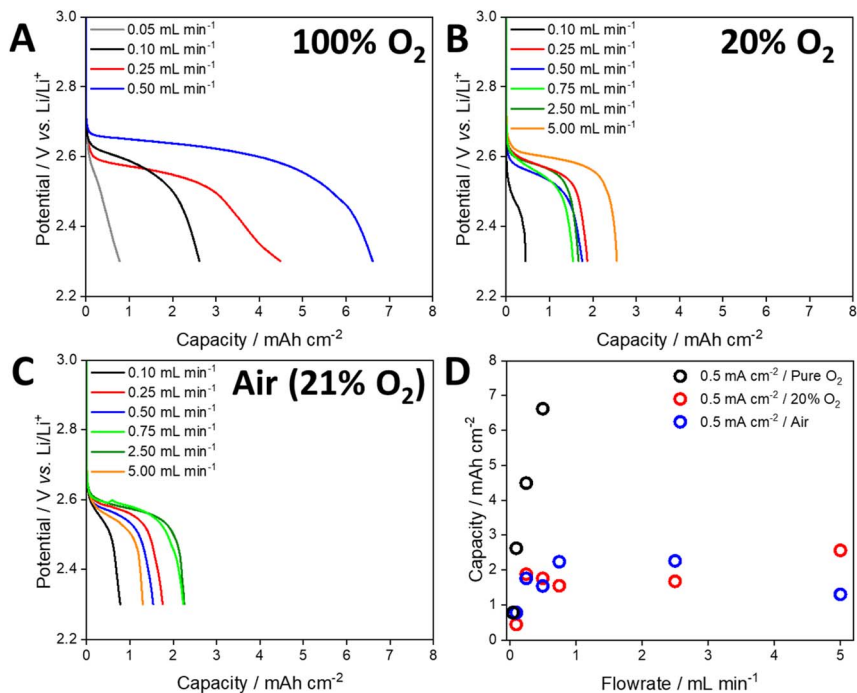 A
100% O₂
0.05 mL min⁻¹
0.10 mL min⁻¹
0.25 mL min⁻¹
0.50 mL min⁻¹
3.0
2.8
2.6
2.4
2.2
Potential / V vs. Li/Li⁺
0 1 2 3 4 5 6 7 8
Capacity / mAh cm⁻²
B
20% O₂
0.10 mL min⁻¹
0.25 mL min⁻¹
0.50 mL min⁻¹
0.75 mL min⁻¹
2.50 mL min⁻¹
5.00 mL min⁻¹
3.0
2.8
2.6
2.4
2.2
Potential / V vs. Li/Li⁺
0 1 2 3 4 5 6 7 8
Capacity / mAh cm⁻²
C
Air (21% O₂)
0.10 mL min⁻¹
0.25 mL min⁻¹
0.50 mL min⁻¹
0.75 mL min⁻¹
2.50 mL min⁻¹
5.00 mL min⁻¹
3.0
2.8
2.6
2.4
2.2
Potential / V vs. Li/Li⁺
0 1 2 3 4 5 6 7 8
Capacity / mAh cm⁻²
D
0.5 mA cm⁻² / Pure O₂
0.5 mA cm⁻² / 20% O₂
0.5 mA cm⁻² / Air
8
7
6
5
4
3
2
1
0
Capacity / mAh cm⁻²
0 1 2 3 4 5
Flowrate / mL min⁻¹